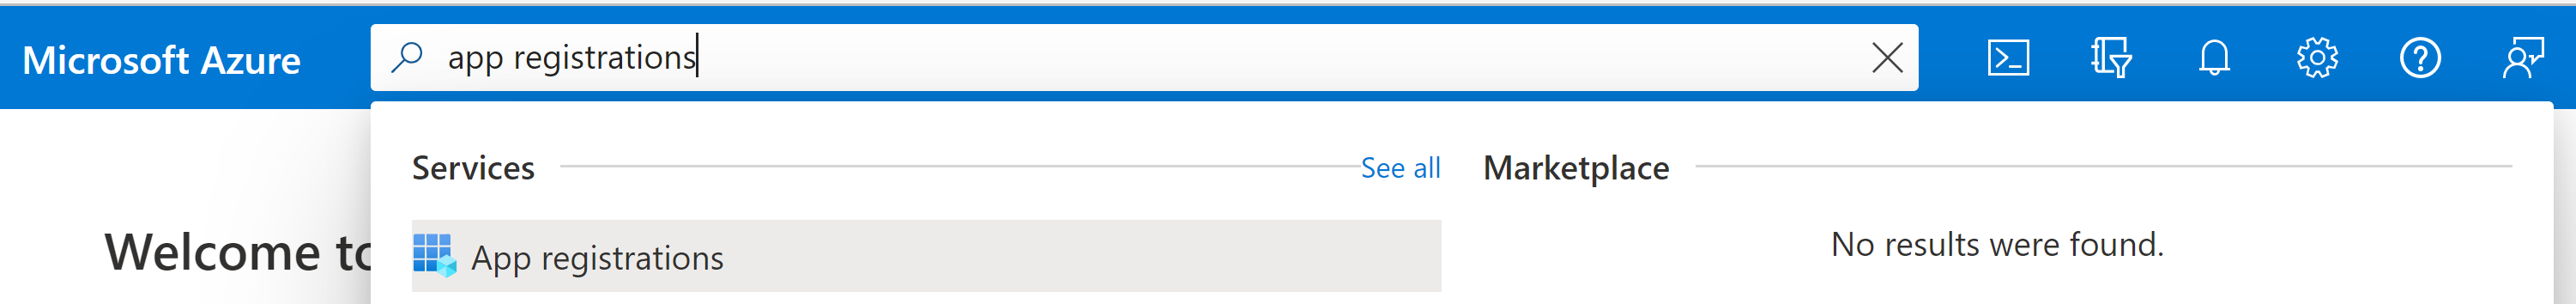 Microsoft Azure
app registrations
Services
See all
Marketplace
App registrations
No results were found.
Welcome to